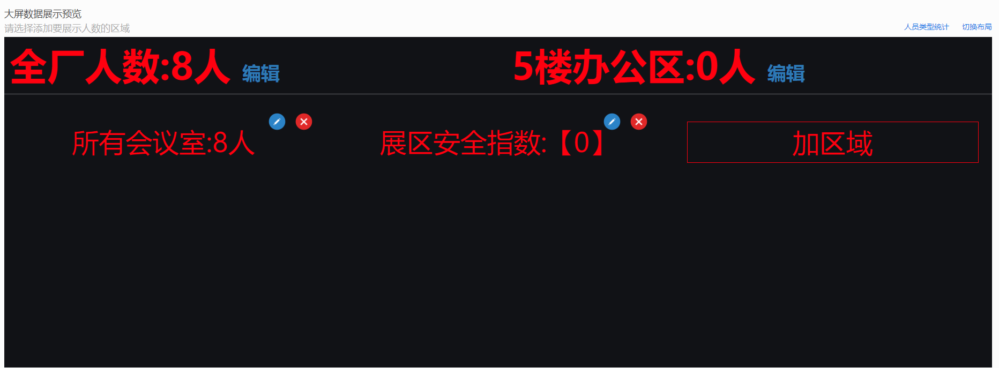 大屏数据展示预览
请选择添加要展示人数的区域
人员类型统计 切换布局
全厂人数:8人 编辑 5楼办公区:0人 编辑
所有会议室:8人 展区安全指数:【0】 加区域